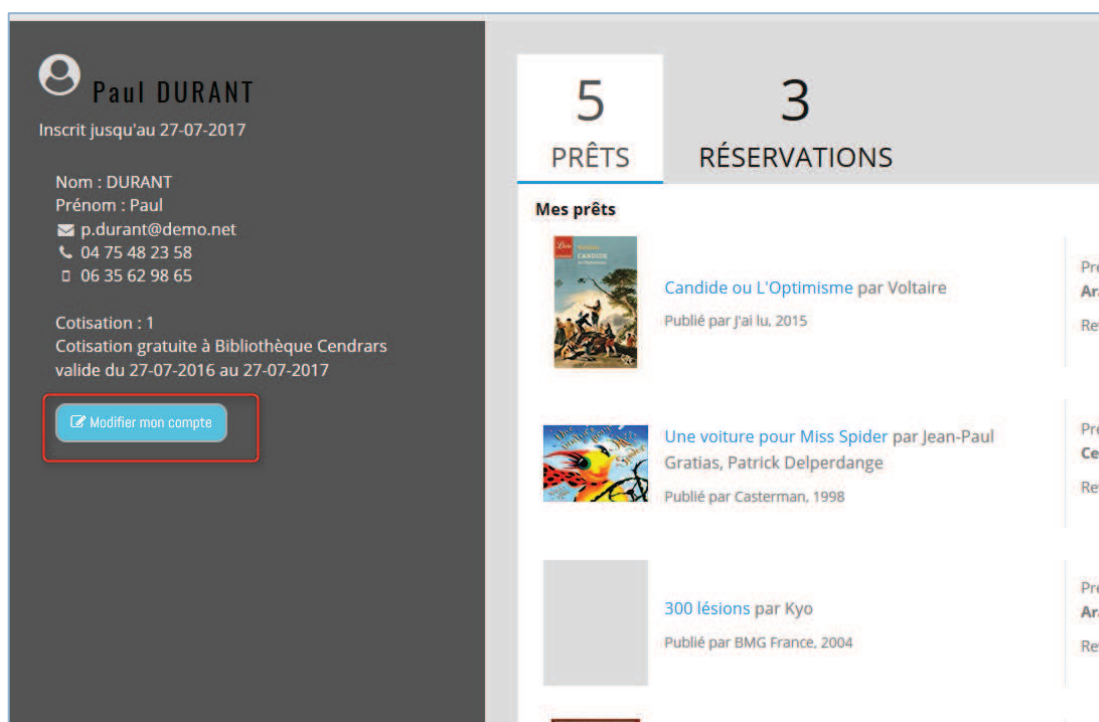 Paul DURANT
Inscrit jusqu'au 27-07-2017
Nom : DURANT
Prénom : Paul
p.durant@demo.net
04 75 48 23 58
06 35 62 98 65
Cotisation : 1
Cotisation gratuite à Bibliothèque Cendrars
valide du 27-07-2016 au 27-07-2017
Modifier mon compte
5
PRÊTS
3
RÉSERVATIONS
Mes prêts
CANDIDE
Candide ou L'Optimisme par Voltaire
Publié par J'ai lu, 2015
Une voiture pour Miss Spider par Jean-Paul
Gratias, Patrick Delperdange
Publié par Casterman, 1998
300 lésions par Kyo
Publié par BMG France, 2004